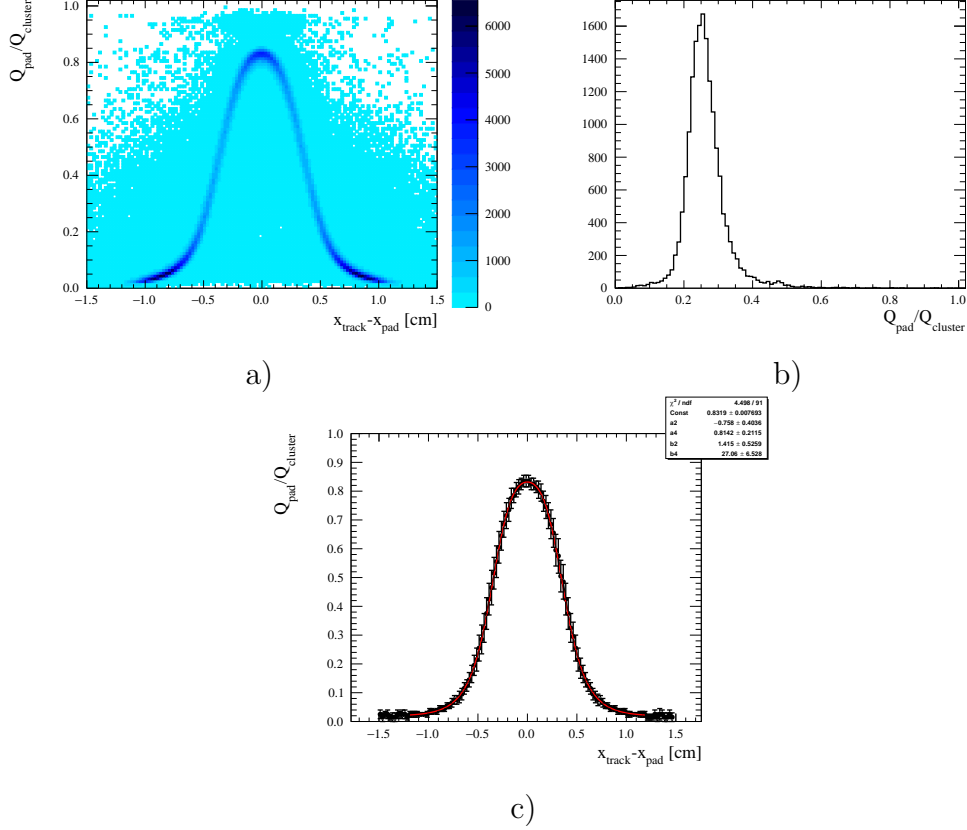 1.0
0.8
0.6
0.4
0.2
0.0
Q_pad/Q_cluster
−1.5 −1.0 −0.5 0.0 0.5 1.0 1.5
x_track-x_pad [cm]
6000
5000
4000
3000
2000
1000
0
a)
1600
1400
1200
1000
800
600
400
200
0
0.0 0.2 0.4 0.6 0.8 1.0
Q_pad/Q_cluster
b)
χ² / ndf 4.498 / 91
Const 0.8319 ± 0.007693
a2 −0.758 ± 0.4036
a4 0.8142 ± 0.2115
b2 1.415 ± 0.5259
b4 27.06 ± 6.528
1.0
0.9
0.8
0.7
0.6
0.5
0.4
0.3
0.2
0.1
0.0
Q_pad/Q_cluster
−1.5 −1.0 −0.5 0.0 0.5 1.0 1.5
x_track-x_pad [cm]
c)